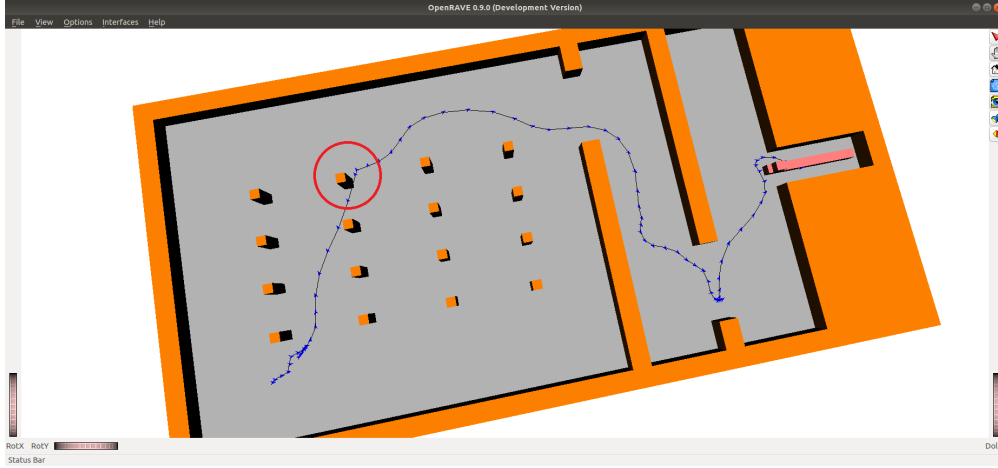 OpenRAVE 0.9.0 (Development Version)
File View Options Interfaces Help
RotX RotY
Dol
Status Bar